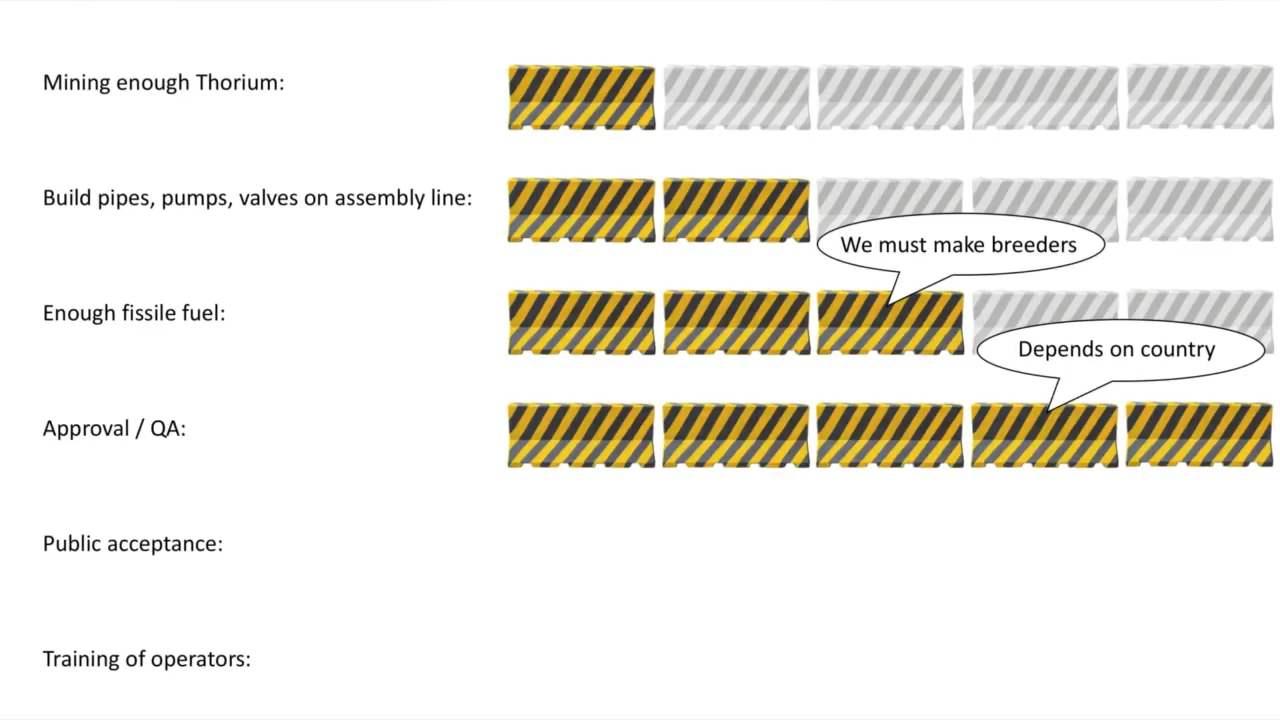 Mining enough Thorium:
Build pipes, pumps, valves on assembly line:
We must make breeders
Enough fissile fuel:
Depends on country
Approval / QA:
Public acceptance:
Training of operators: